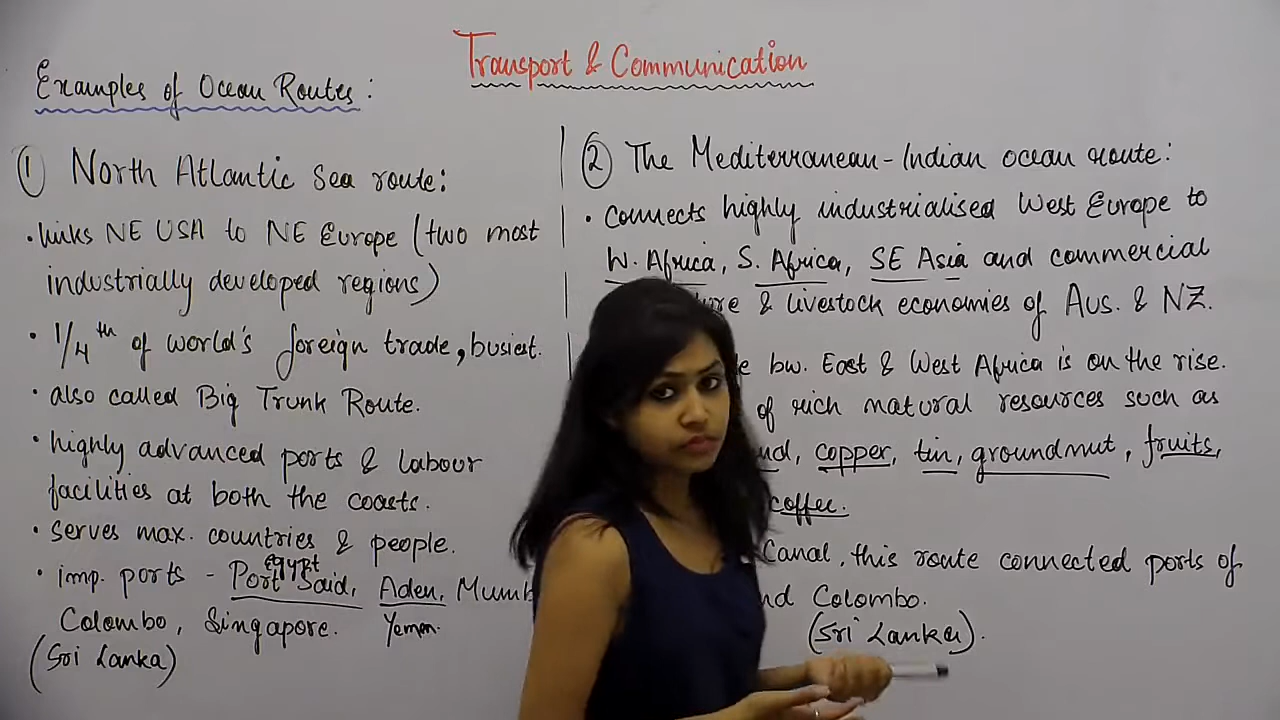 Transport & Communication
Examples of Ocean Routes:
① North Atlantic Sea route:
• links NE USA to NE Europe (two most
industrially developed regions)
• 1/4th of world's foreign trade, busiest.
• also called Big Trunk Route.
• highly advanced ports & labour
facilities at both the coasts.
• serves max. countries & people.
Egypt
• imp. ports - Port Said, Aden,
Colombo, Singapore. Yemen.
(Sri Lanka)
② The Mediterranean-Indian ocean route:
• connects highly industrialised West Europe to
W. Africa, S. Africa, SE Asia and commercial
& livestock economies of Aus. & NZ.
bw. East & West Africa is on the rise.
of rich natural resources such as
copper, tin, groundnut, fruits,
coffee.
Canal, this route connected ports of
Colombo.
(Sri Lanka).